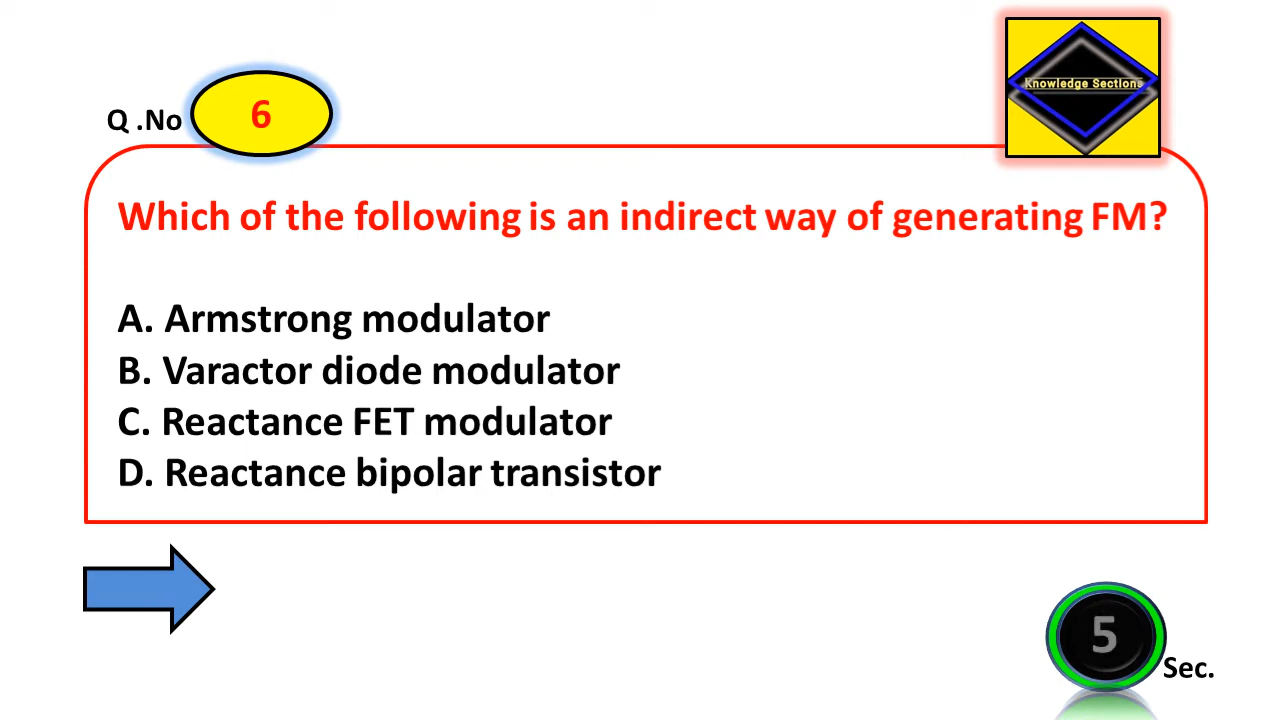 Knowledge Sections
Q .No 6
Which of the following is an indirect way of generating FM?
A. Armstrong modulator
B. Varactor diode modulator
C. Reactance FET modulator
D. Reactance bipolar transistor
5 Sec.